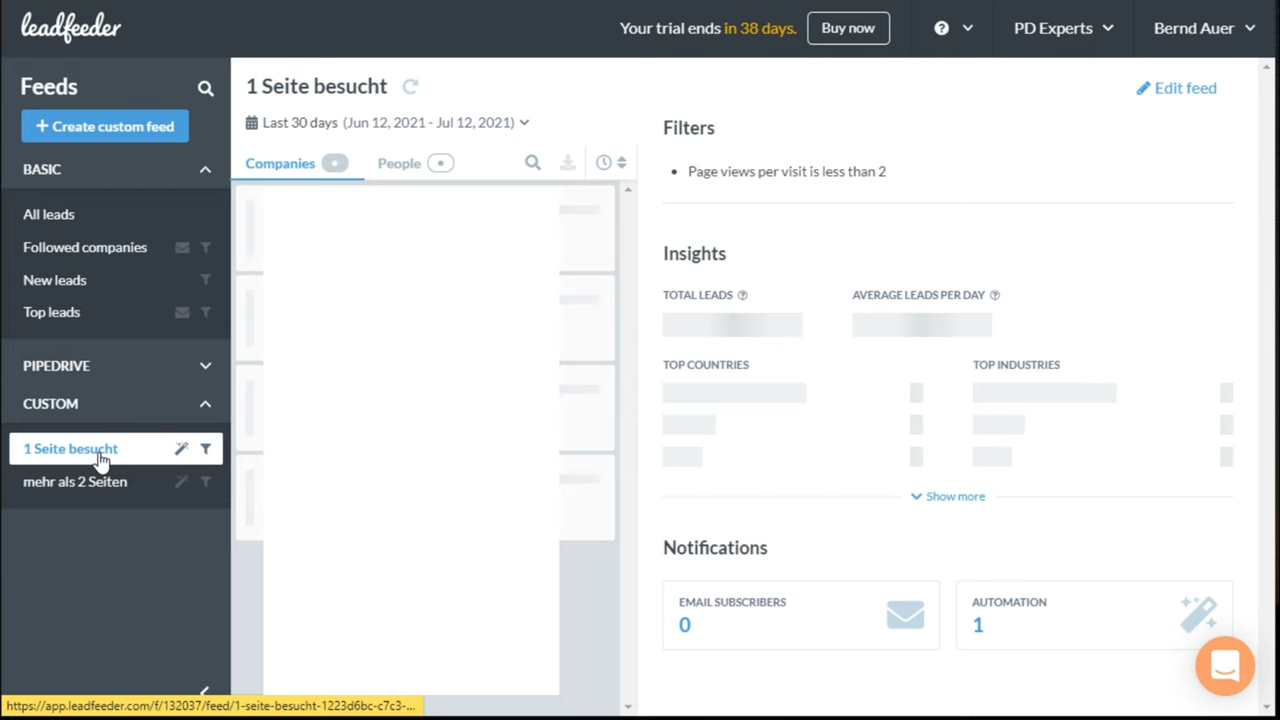 leadfeeder
Your trial ends in 38 days.
Buy now
PD Experts
Bernd Auer
Feeds
+ Create custom feed
BASIC
All leads
Followed companies
New leads
Top leads
PIPEDRIVE
CUSTOM
1 Seite besucht
mehr als 2 Seiten
1 Seite besucht
Edit feed
Last 30 days (Jun 12, 2021 - Jul 12, 2021)
Companies
People
Filters
• Page views per visit is less than 2
Insights
TOTAL LEADS
AVERAGE LEADS PER DAY
TOP COUNTRIES
TOP INDUSTRIES
Show more
Notifications
EMAIL SUBSCRIBERS
0
AUTOMATION
1
https://app.leadfeeder.com/f/132037/feed/1-seite-besucht-1223d6bc-c7c3-...